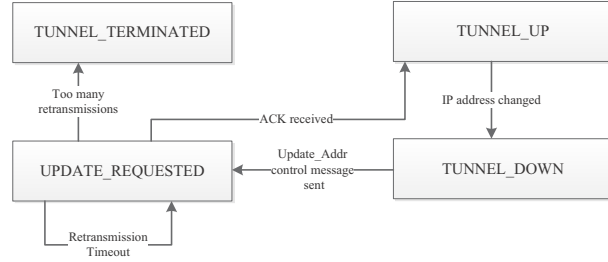 TUNNEL_TERMINATED
TUNNEL_UP
Too many
retransmissions
IP address changed
ACK received
UPDATE_REQUESTED
Update_Addr
control message
sent
TUNNEL_DOWN
Retransmission
Timeout